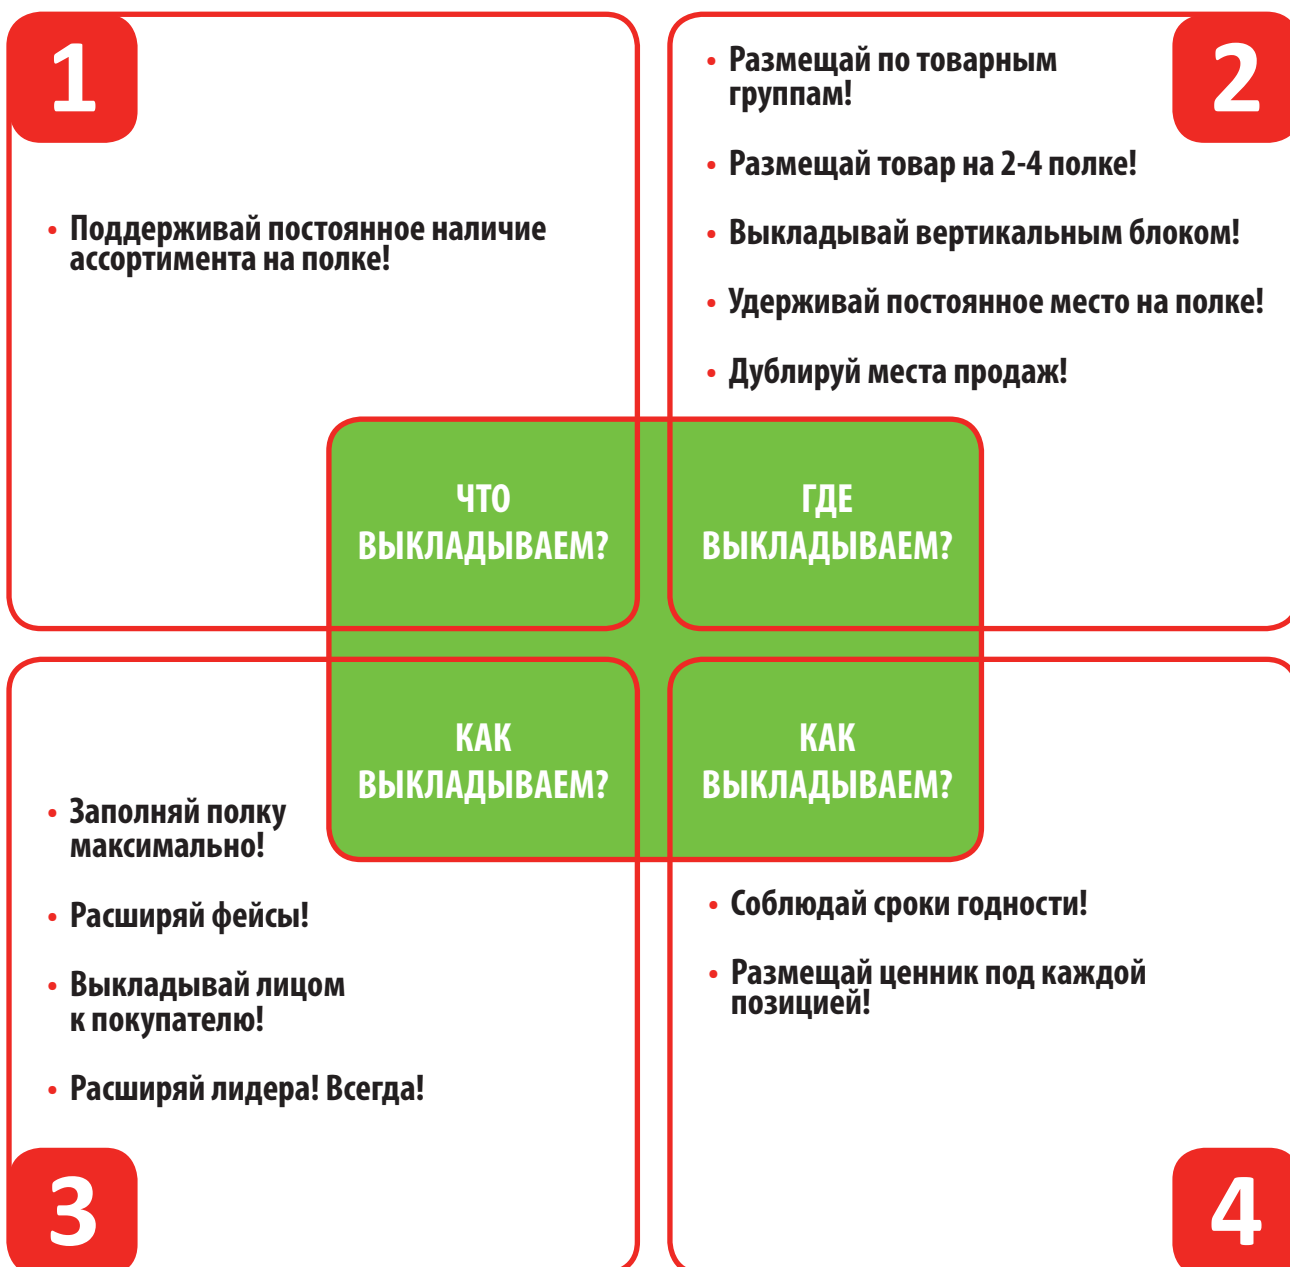 1
• Поддерживай постоянное наличие
ассортимента на полке!
ЧТО
ВЫКЛАДЫВАЕМ?
2
• Размещай по товарным
группам!
• Размещай товар на 2-4 полке!
• Выкладывай вертикальным блоком!
• Удерживай постоянное место на полке!
• Дублируй места продаж!
ГДЕ
ВЫКЛАДЫВАЕМ?
КАК
ВЫКЛАДЫВАЕМ?
• Заполняй полку
максимально!
• Расширяй фейсы!
• Выкладывай лицом
к покупателю!
• Расширяй лидера! Всегда!
3
КАК
ВЫКЛАДЫВАЕМ?
• Соблюдай сроки годности!
• Размещай ценник под каждой
позицией!
4